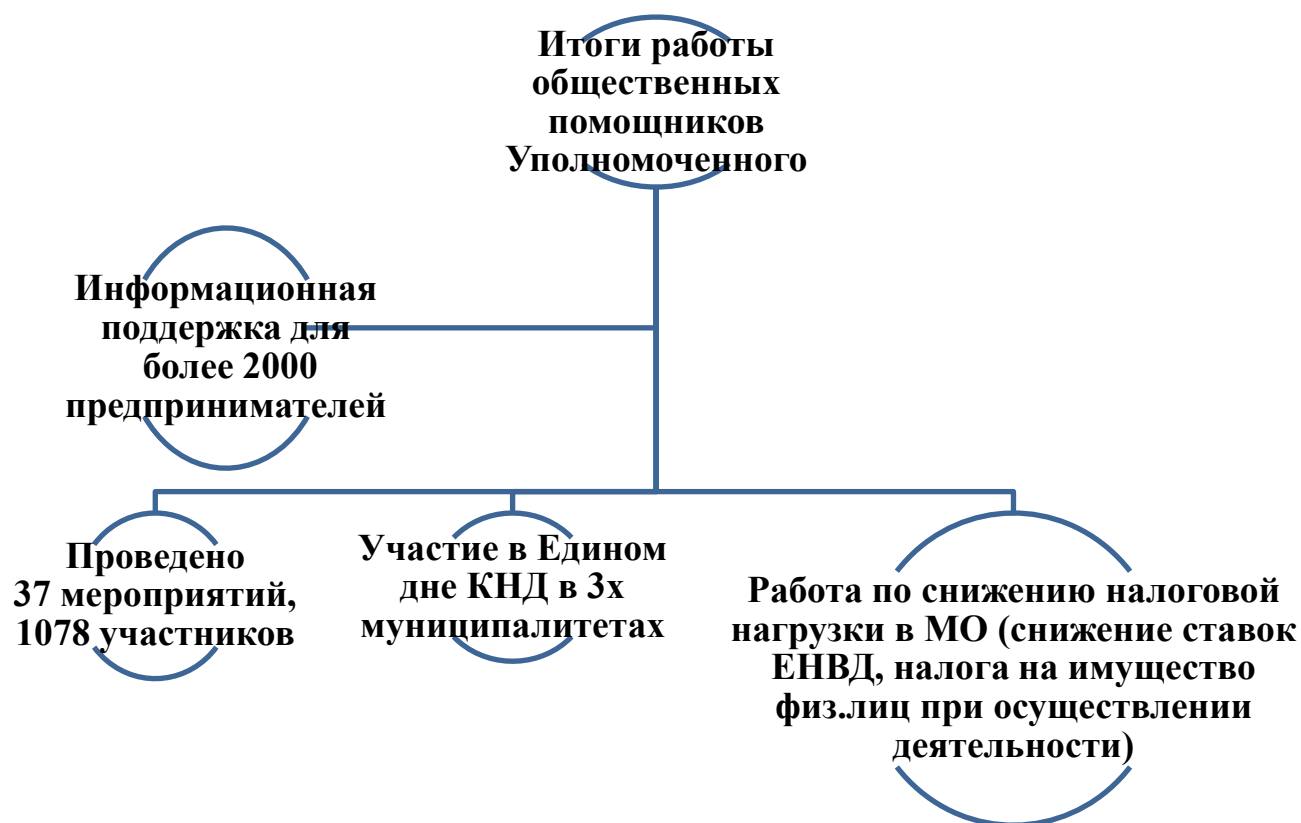 Итоги работы
общественных
помощников
Уполномоченного
Информационная
поддержка для
более 2000
предпринимателей
Проведено
37 мероприятий,
1078 участников
Участие в Едином
дне КНД в 3х
муниципалитетах
Работа по снижению налоговой
нагрузки в МО (снижение ставок
ЕНВД, налога на имущество
физ.лиц при осуществлении
деятельности)